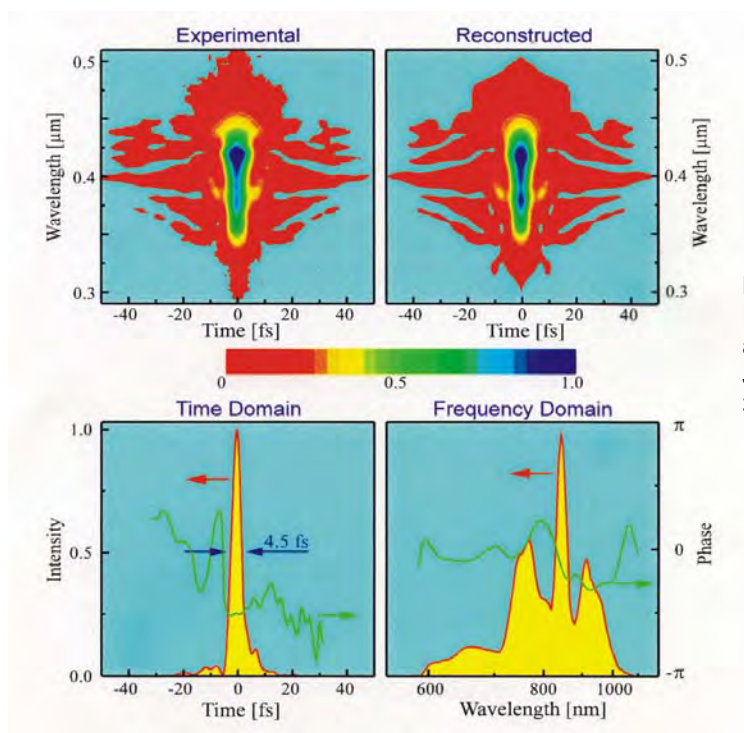 Experimental
Reconstructed
0.5
0.4
0.3
Wavelength [µm]
-40 -20 0 20 40
Time [fs]
-40 -20 0 20 40
Time [fs]
0.5
0.4
0.3
Wavelength [µm]
0 0.5 1.0
Time Domain
Frequency Domain
1.0
0.5
0.0
Intensity
4.5 fs
-40 -20 0 20 40
Time [fs]
600 800 1000
Wavelength [nm]
π
0
-π
Phase